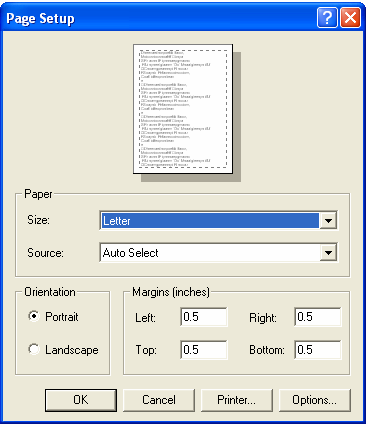 Page Setup
Paper
Size: Letter
Source: Auto Select
Orientation
Portrait
Landscape
Margins (inches)
Left: 0.5 Right: 0.5
Top: 0.5 Bottom: 0.5
OK Cancel Printer... Options...